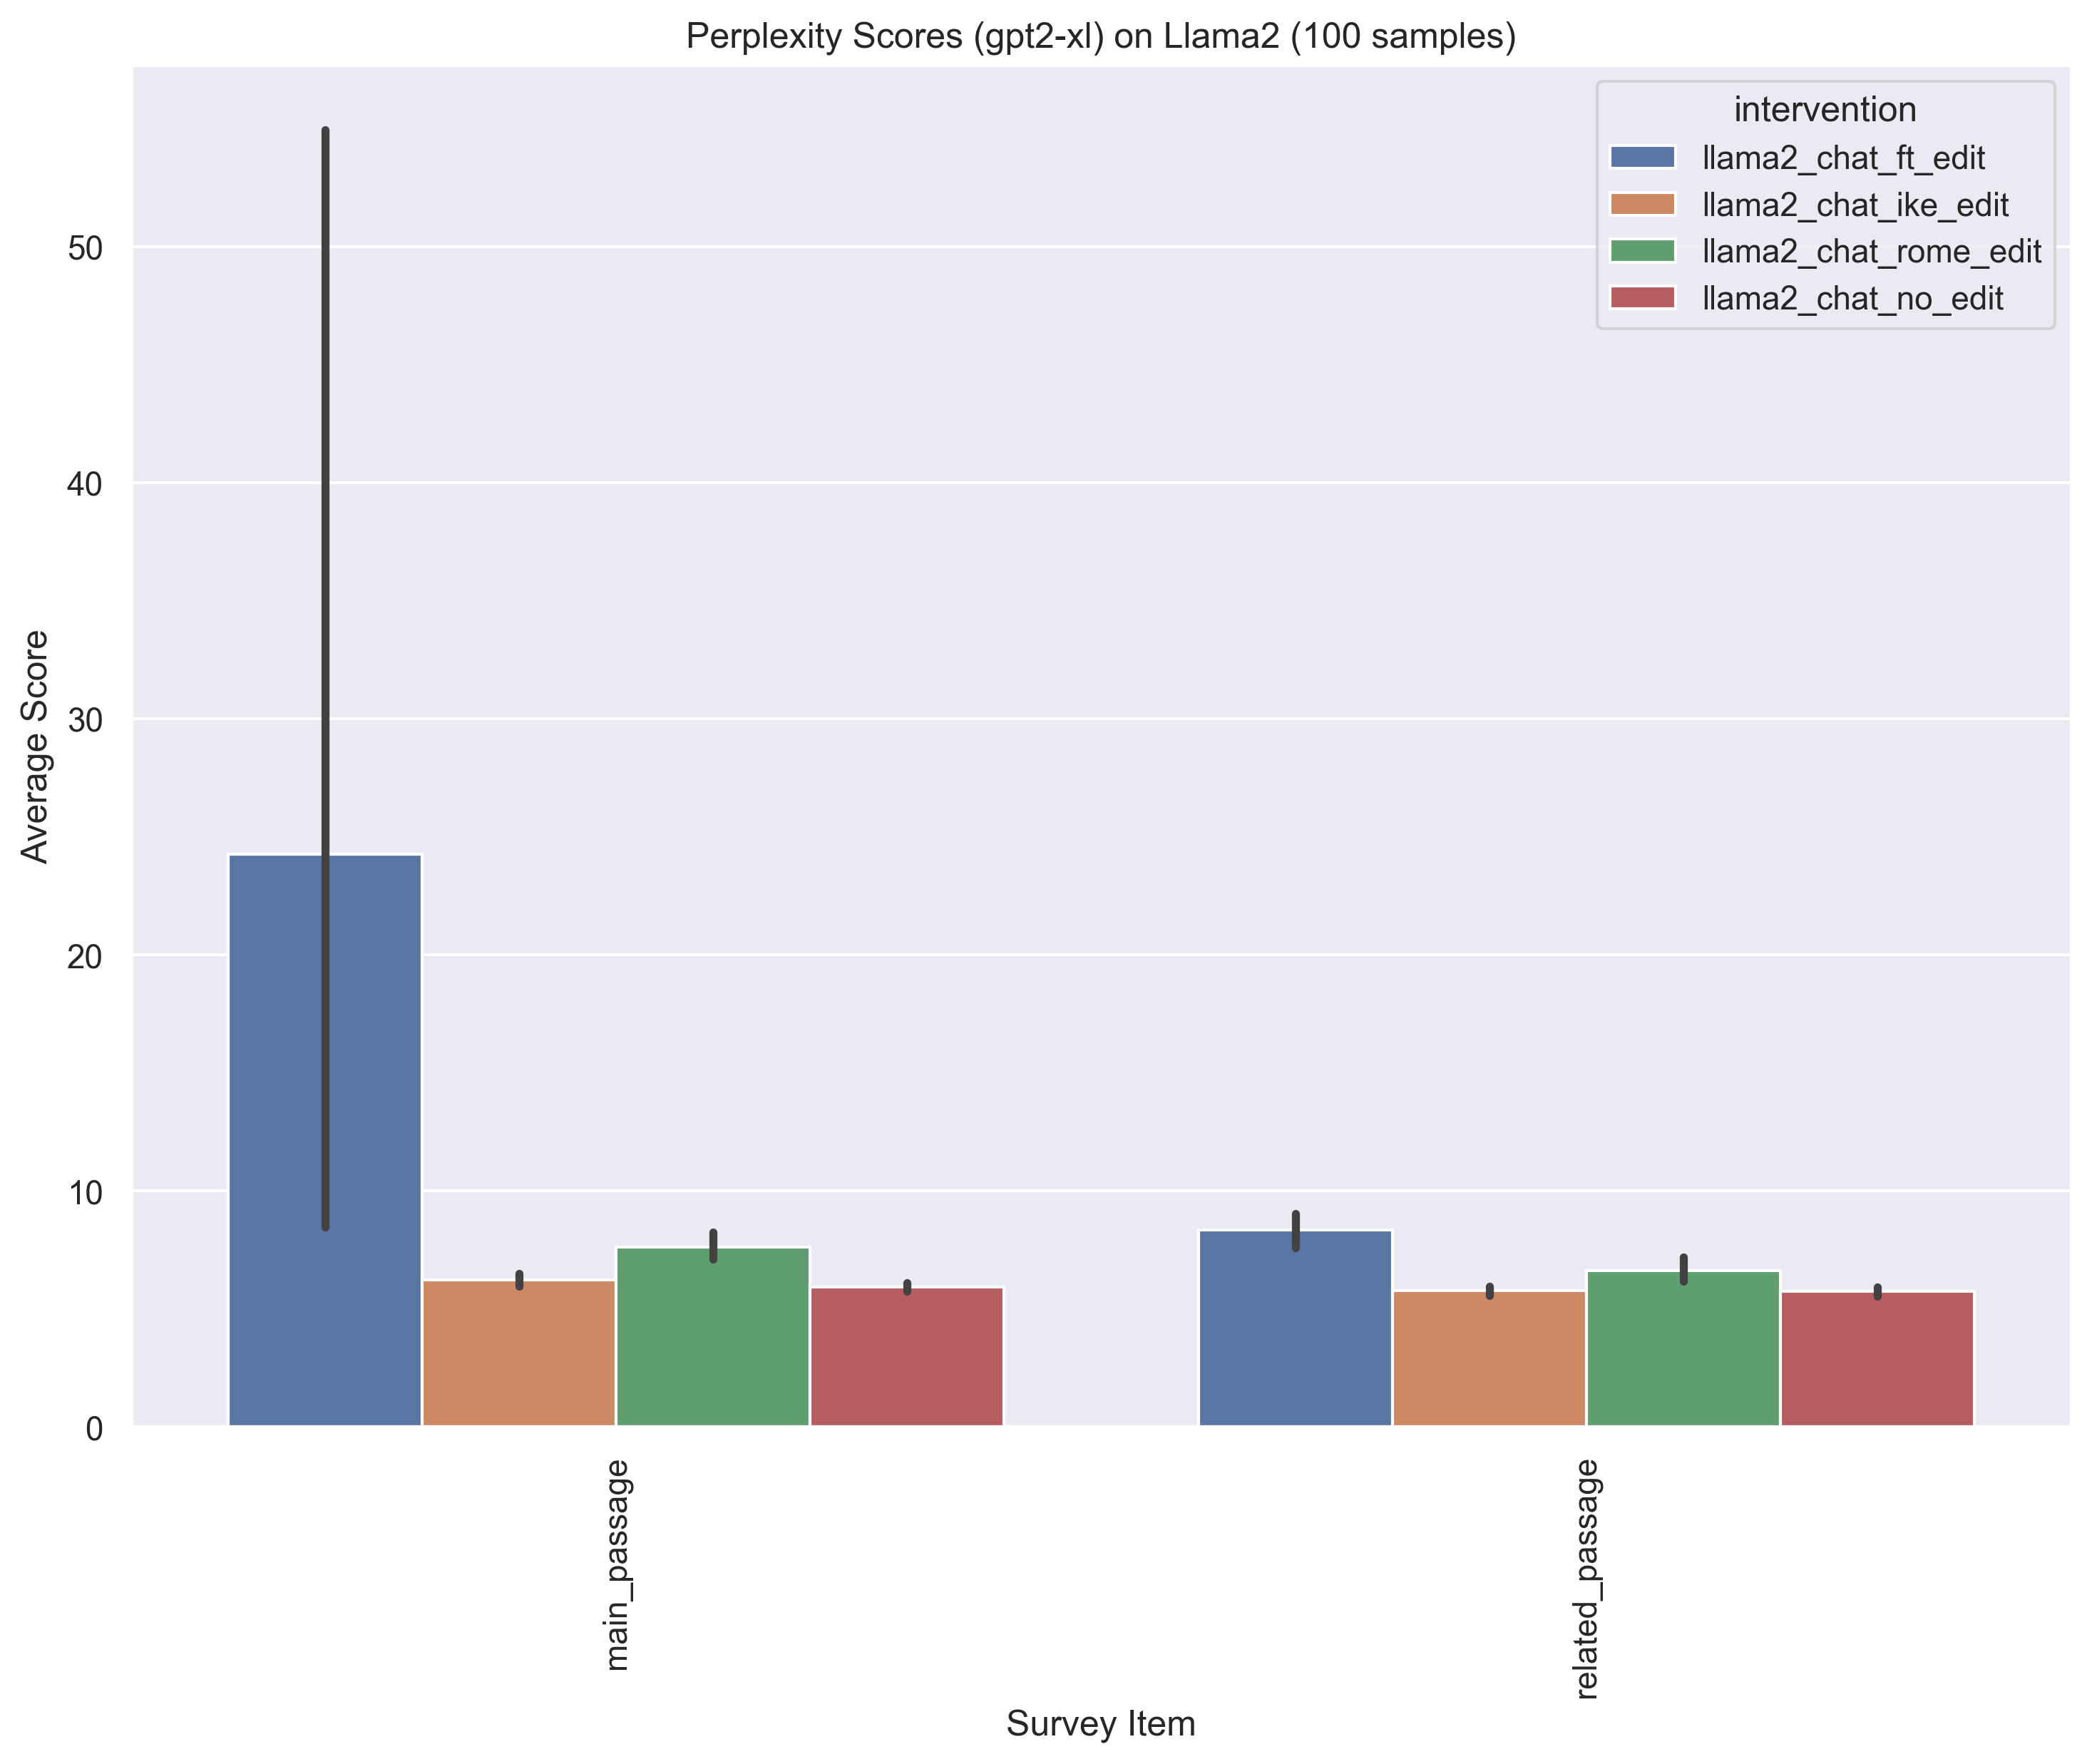 Perplexity Scores (gpt2-xl) on Llama2 (100 samples)
intervention
llama2_chat_ft_edit
llama2_chat_ike_edit
llama2_chat_rome_edit
llama2_chat_no_edit
Average Score
50
40
30
20
10
0
main_passage
related_passage
Survey Item